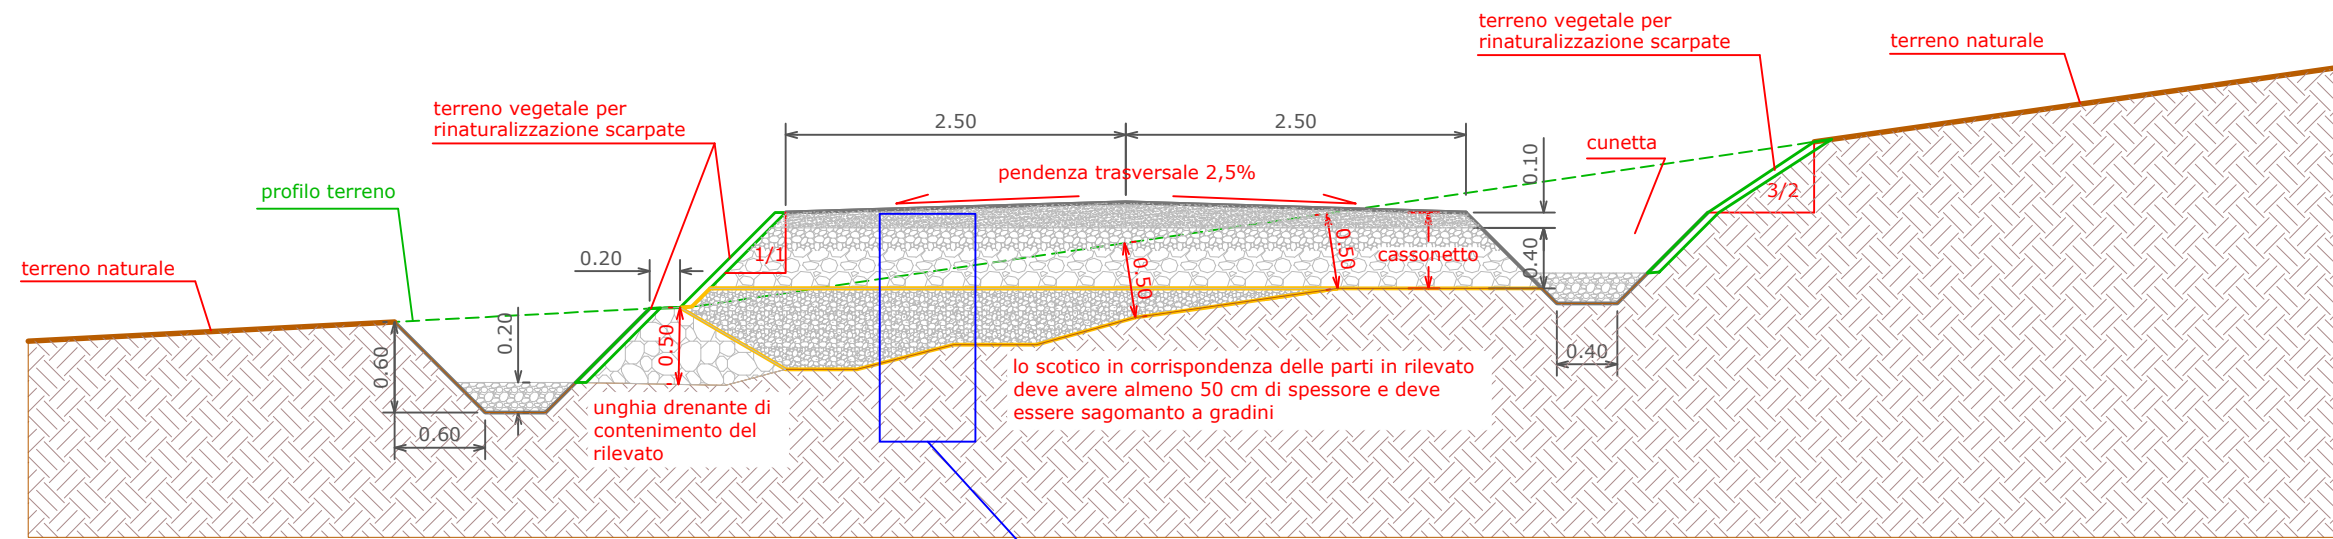 terreno vegetale per
rinaturalizzazione scarpate
terreno naturale
terreno vegetale per
rinaturalizzazione scarpate
2.50
2.50
0.10
cunetta
pendenza trasversale 2,5%
profilo terreno
3/2
0.20
1/1
0.50
cassonetto
0.40
terreno naturale
0.50
0.20
0.60
0.50
0.40
lo scotico in corrispondenza delle parti in rilevato
deve avere almeno 50 cm di spessore e deve
essere sagomanto a gradini
unghia drenante di
contenimento del
rilevato
0.60